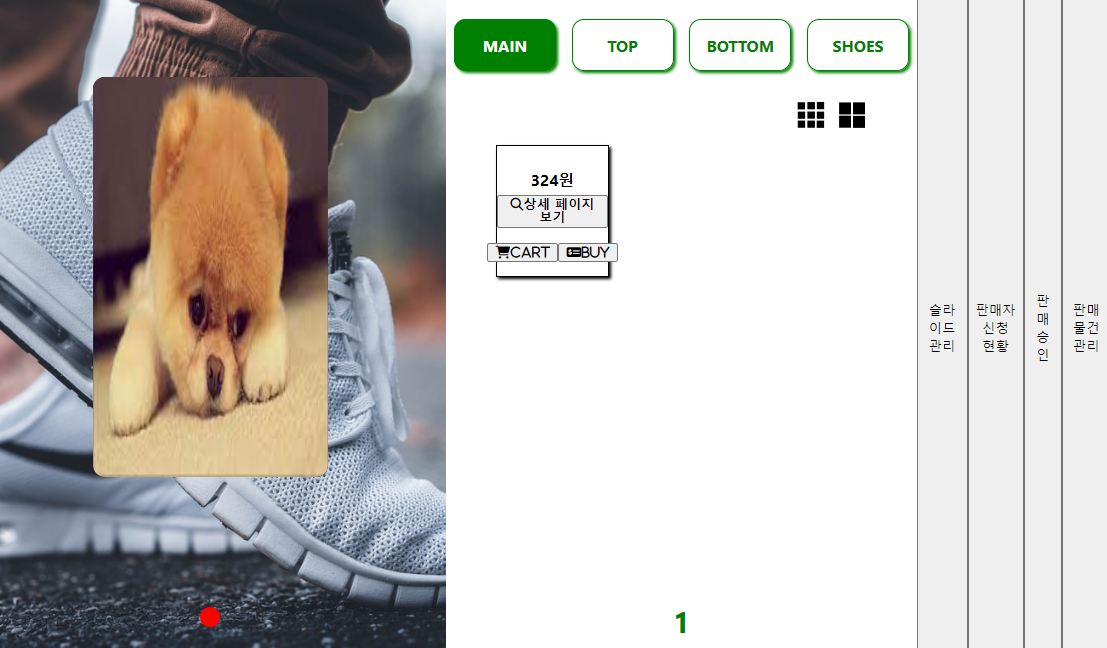 MAIN
TOP
BOTTOM
SHOES
324원
상세 페이지
보기
CART
BUY
1
슬라
이드
관리
판매자
신청
현황
판
매
승
인
판매
물건
관리